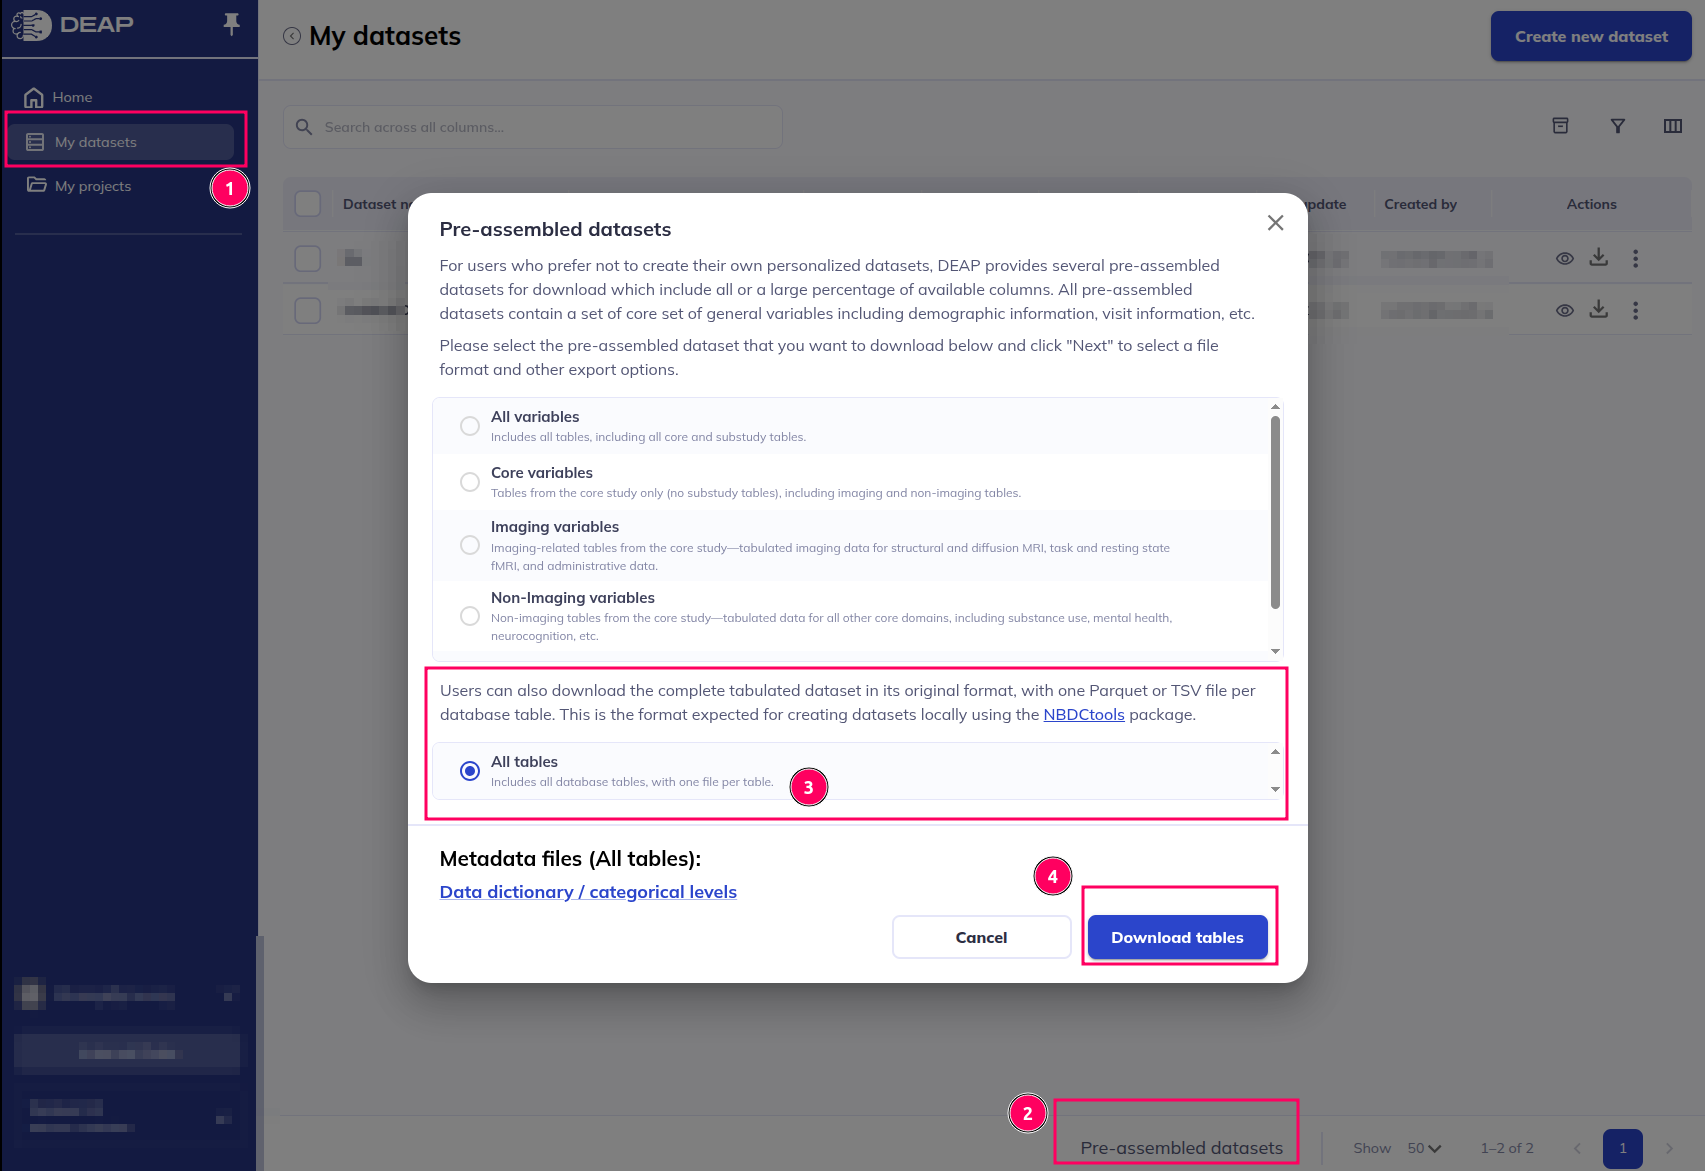 DEAP
My datasets
Create new dataset
Home
My datasets
My projects
1
Search across all columns...
Dataset n
pdate
Created by
Actions
Pre-assembled datasets
For users who prefer not to create their own personalized datasets, DEAP provides several pre-assembled
datasets for download which include all or a large percentage of available columns. All pre-assembled
datasets contain a set of core set of general variables including demographic information, visit information, etc.
Please select the pre-assembled dataset that you want to download below and click "Next" to select a file
format and other export options.
All variables
Includes all tables, including all core and substudy tables.
Core variables
Tables from the core study only (no substudy tables), including imaging and non-imaging tables.
Imaging variables
Imaging-related tables from the core study—tabulated imaging data for structural and diffusion MRI, task and resting state
fMRI, and administrative data.
Non-Imaging variables
Non-imaging tables from the core study—tabulated data for all other core domains, including substance use, mental health,
neurocognition, etc.
Users can also download the complete tabulated dataset in its original format, with one Parquet or TSV file per
database table. This is the format expected for creating datasets locally using the NBDCtools package.
All tables
Includes all database tables, with one file per table.
3
Metadata files (All tables):
Data dictionary / categorical levels
4
Cancel
Download tables
2
Pre-assembled datasets
Show 50
1–2 of 2
1